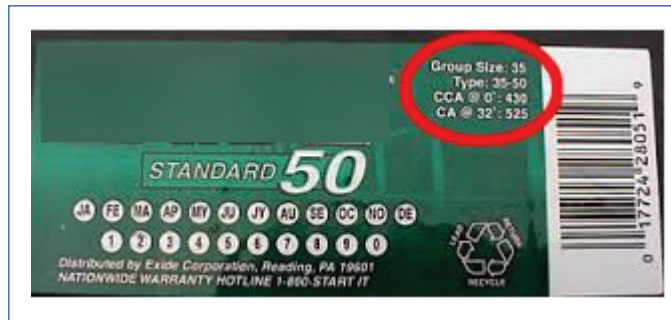 Group Size: 35
Type: 35-50
CCA @ 0°: 430
CA @ 32°: 525
STANDARD 50
JA FE MA AP MY JU JY AU SE OC NO DE
1 2 3 4 5 6 7 8 9 0
Distributed by Exide Corporation, Reading, PA 19601
NATIONWIDE WARRANTY HOTLINE 1-800-START IT
LEAD
RETURN
RECYCLE
0 17724 28051 9